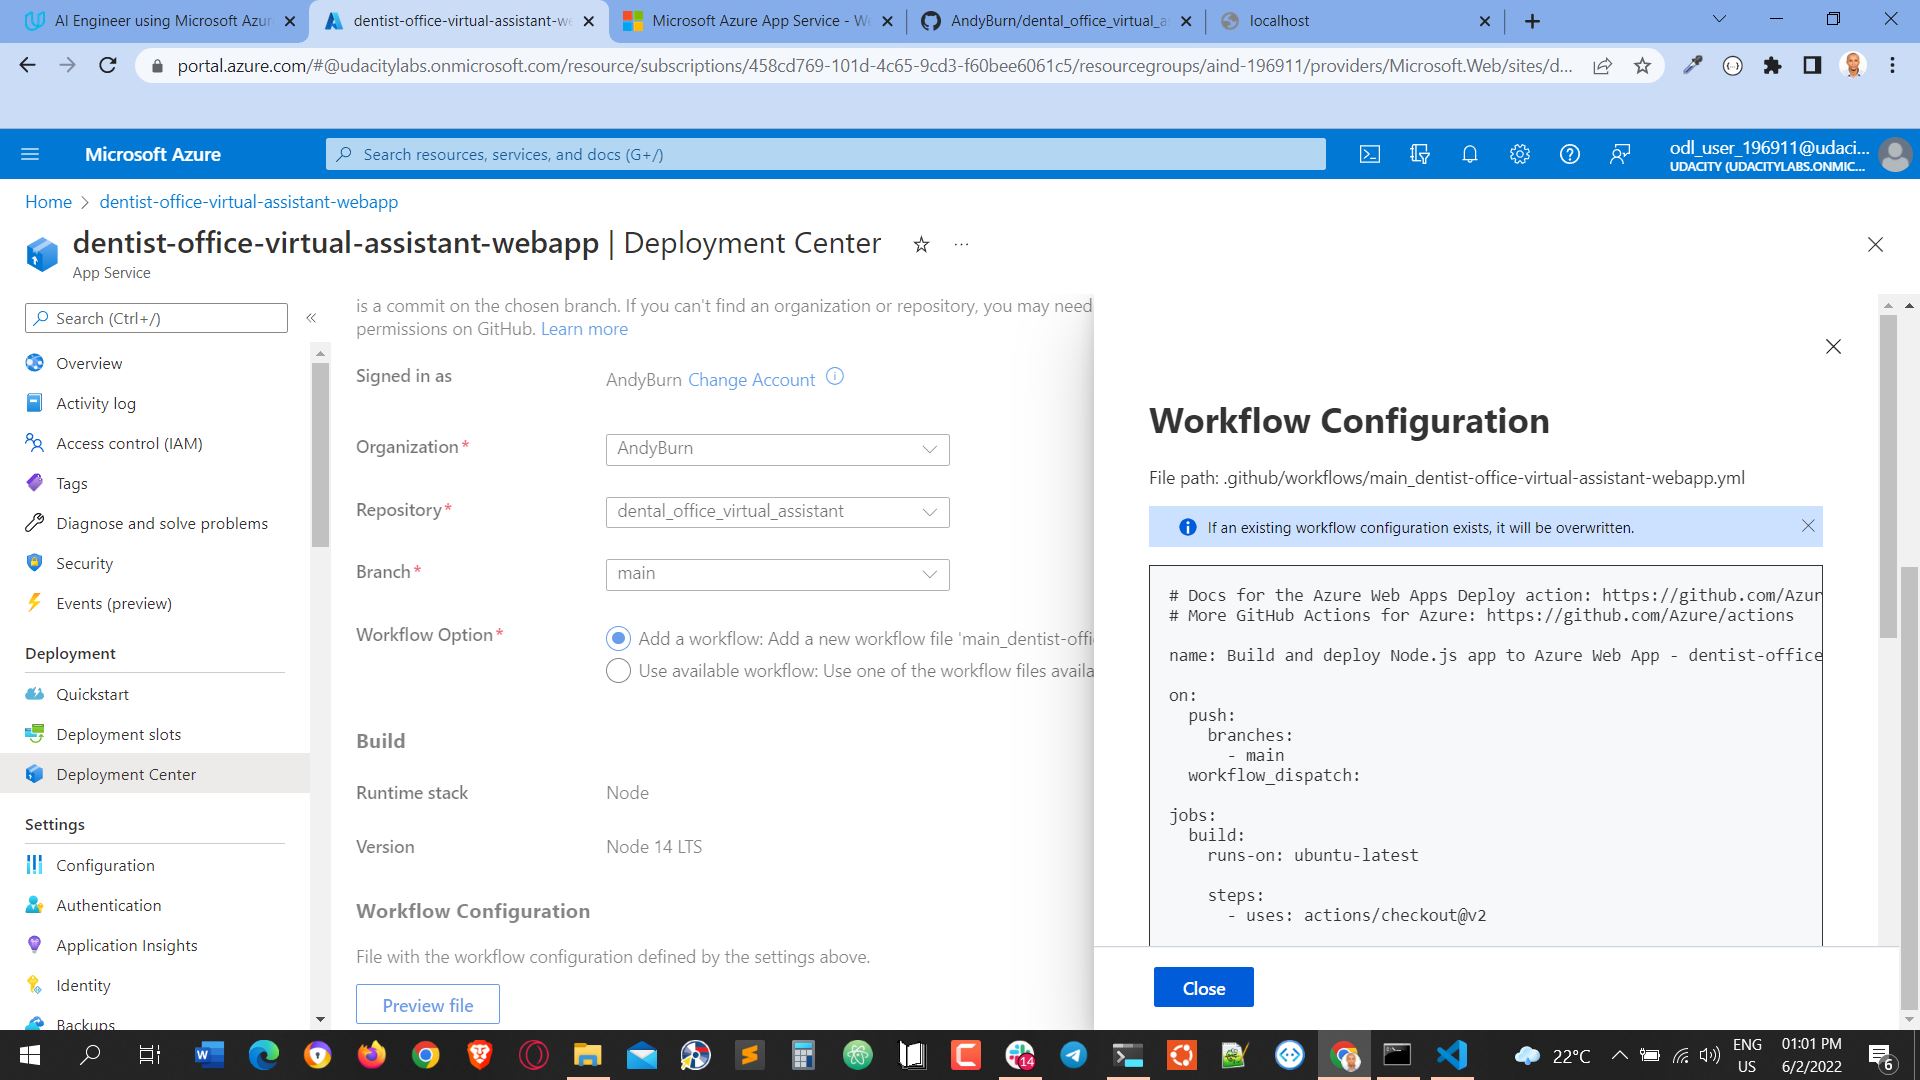 AI Engineer using Microsoft Azur
dentist-office-virtual-assistant-we
Microsoft Azure App Service - We
AndyBurn/dental_office_virtual_a
localhost
portal.azure.com/#@udacitylabs.onmicrosoft.com/resource/subscriptions/458cd769-101d-4c65-9cd3-f60bee6061c5/resourcegroups/aind-196911/providers/Microsoft.Web/sites/d...
Microsoft Azure
Search resources, services, and docs (G+/)
odl_user_196911@udaci...
UDACITY (UDACITYLABS.ONMIC...
Home > dentist-office-virtual-assistant-webapp
dentist-office-virtual-assistant-webapp | Deployment Center
App Service
Search (Ctrl+/)
Overview
Activity log
Access control (IAM)
Tags
Diagnose and solve problems
Security
Events (preview)
Deployment
Quickstart
Deployment slots
Deployment Center
Settings
Configuration
Authentication
Application Insights
Identity
Backups
is a commit on the chosen branch. If you can't find an organization or repository, you may need
permissions on GitHub. Learn more
Signed in as
AndyBurn Change Account
Organization*
AndyBurn
Repository*
dental_office_virtual_assistant
Branch*
main
Workflow Option*
Add a workflow: Add a new workflow file 'main_dentist-offi
Use available workflow: Use one of the workflow files availa
Build
Runtime stack
Node
Version
Node 14 LTS
Workflow Configuration
File with the workflow configuration defined by the settings above.
Preview file
Workflow Configuration
File path: .github/workflows/main_dentist-office-virtual-assistant-webapp.yml
If an existing workflow configuration exists, it will be overwritten.
# Docs for the Azure Web Apps Deploy action: https://github.com/Azur
# More GitHub Actions for Azure: https://github.com/Azure/actions
name: Build and deploy Node.js app to Azure Web App - dentist-office
on:
push:
branches:
- main
workflow_dispatch:
jobs:
build:
runs-on: ubuntu-latest
steps:
- uses: actions/checkout@v2
Close
14
22°C
ENG
US
01:01 PM
6/2/2022
6